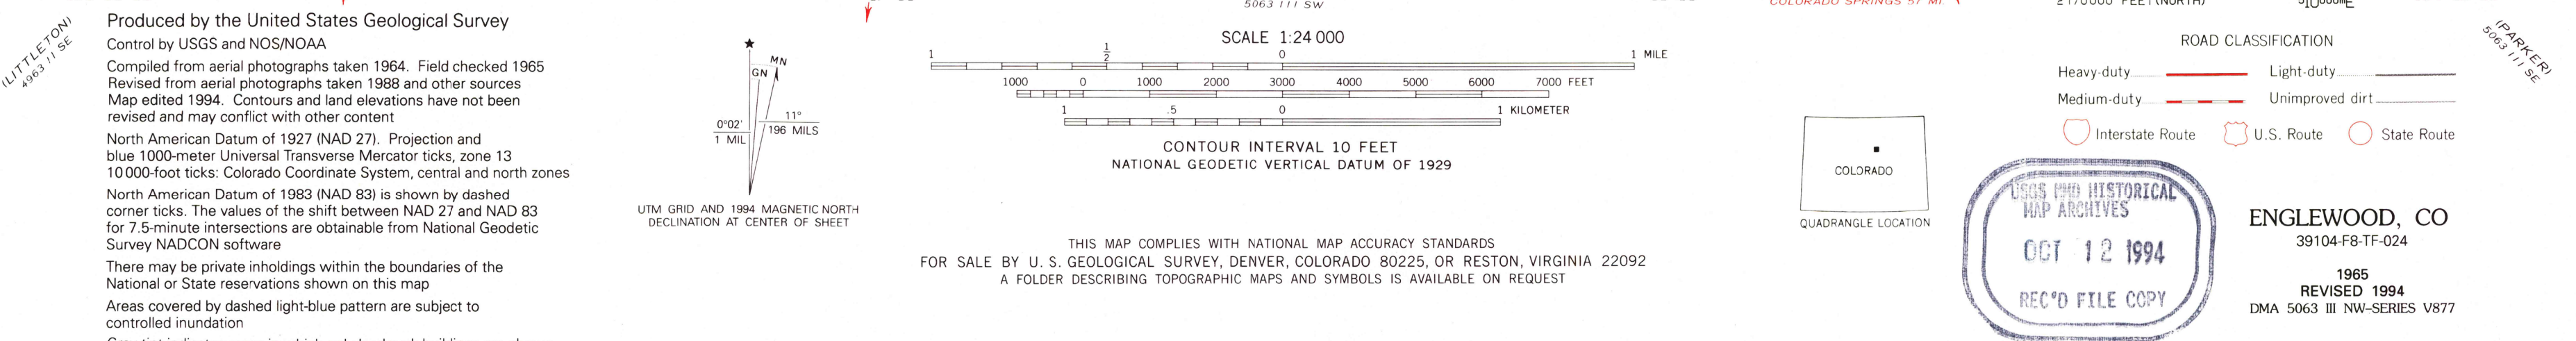 (LITTLETON)
4963 II SE
Produced by the United States Geological Survey
Control by USGS and NOS/NOAA
Compiled from aerial photographs taken 1964. Field checked 1965
Revised from aerial photographs taken 1988 and other sources
Map edited 1994. Contours and land elevations have not been
revised and may conflict with other content
North American Datum of 1927 (NAD 27). Projection and
blue 1000-meter Universal Transverse Mercator ticks, zone 13
10 000-foot ticks: Colorado Coordinate System, central and north zones
North American Datum of 1983 (NAD 83) is shown by dashed
corner ticks. The values of the shift between NAD 27 and NAD 83
for 7.5-minute intersections are obtainable from National Geodetic
Survey NADCON software
There may be private inholdings within the boundaries of the
National or State reservations shown on this map
Areas covered by dashed light-blue pattern are subject to
controlled inundation
★
MN
GN
0°02'
1 MIL
11°
196 MILS
UTM GRID AND 1994 MAGNETIC NORTH
DECLINATION AT CENTER OF SHEET
5063 III SW
SCALE 1:24 000
1 1/2 0 1 MILE
1000 0 1000 2000 3000 4000 5000 6000 7000 FEET
1 .5 0 1 KILOMETER
CONTOUR INTERVAL 10 FEET
NATIONAL GEODETIC VERTICAL DATUM OF 1929
THIS MAP COMPLIES WITH NATIONAL MAP ACCURACY STANDARDS
FOR SALE BY U. S. GEOLOGICAL SURVEY, DENVER, COLORADO 80225, OR RESTON, VIRGINIA 22092
A FOLDER DESCRIBING TOPOGRAPHIC MAPS AND SYMBOLS IS AVAILABLE ON REQUEST
COLORADO SPRINGS 57 MI.
2 170 000 FEET (NORTH)
510000mE
(PARKER)
5063 III SE
COLORADO
QUADRANGLE LOCATION
ROAD CLASSIFICATION
Heavy-duty Light-duty
Medium-duty Unimproved dirt
Interstate Route U.S. Route State Route
USGS NMD HISTORICAL
MAP ARCHIVES
OCT 12 1994
REC'D FILE COPY
ENGLEWOOD, CO
39104-F8-TF-024
1965
REVISED 1994
DMA 5063 III NW–SERIES V877